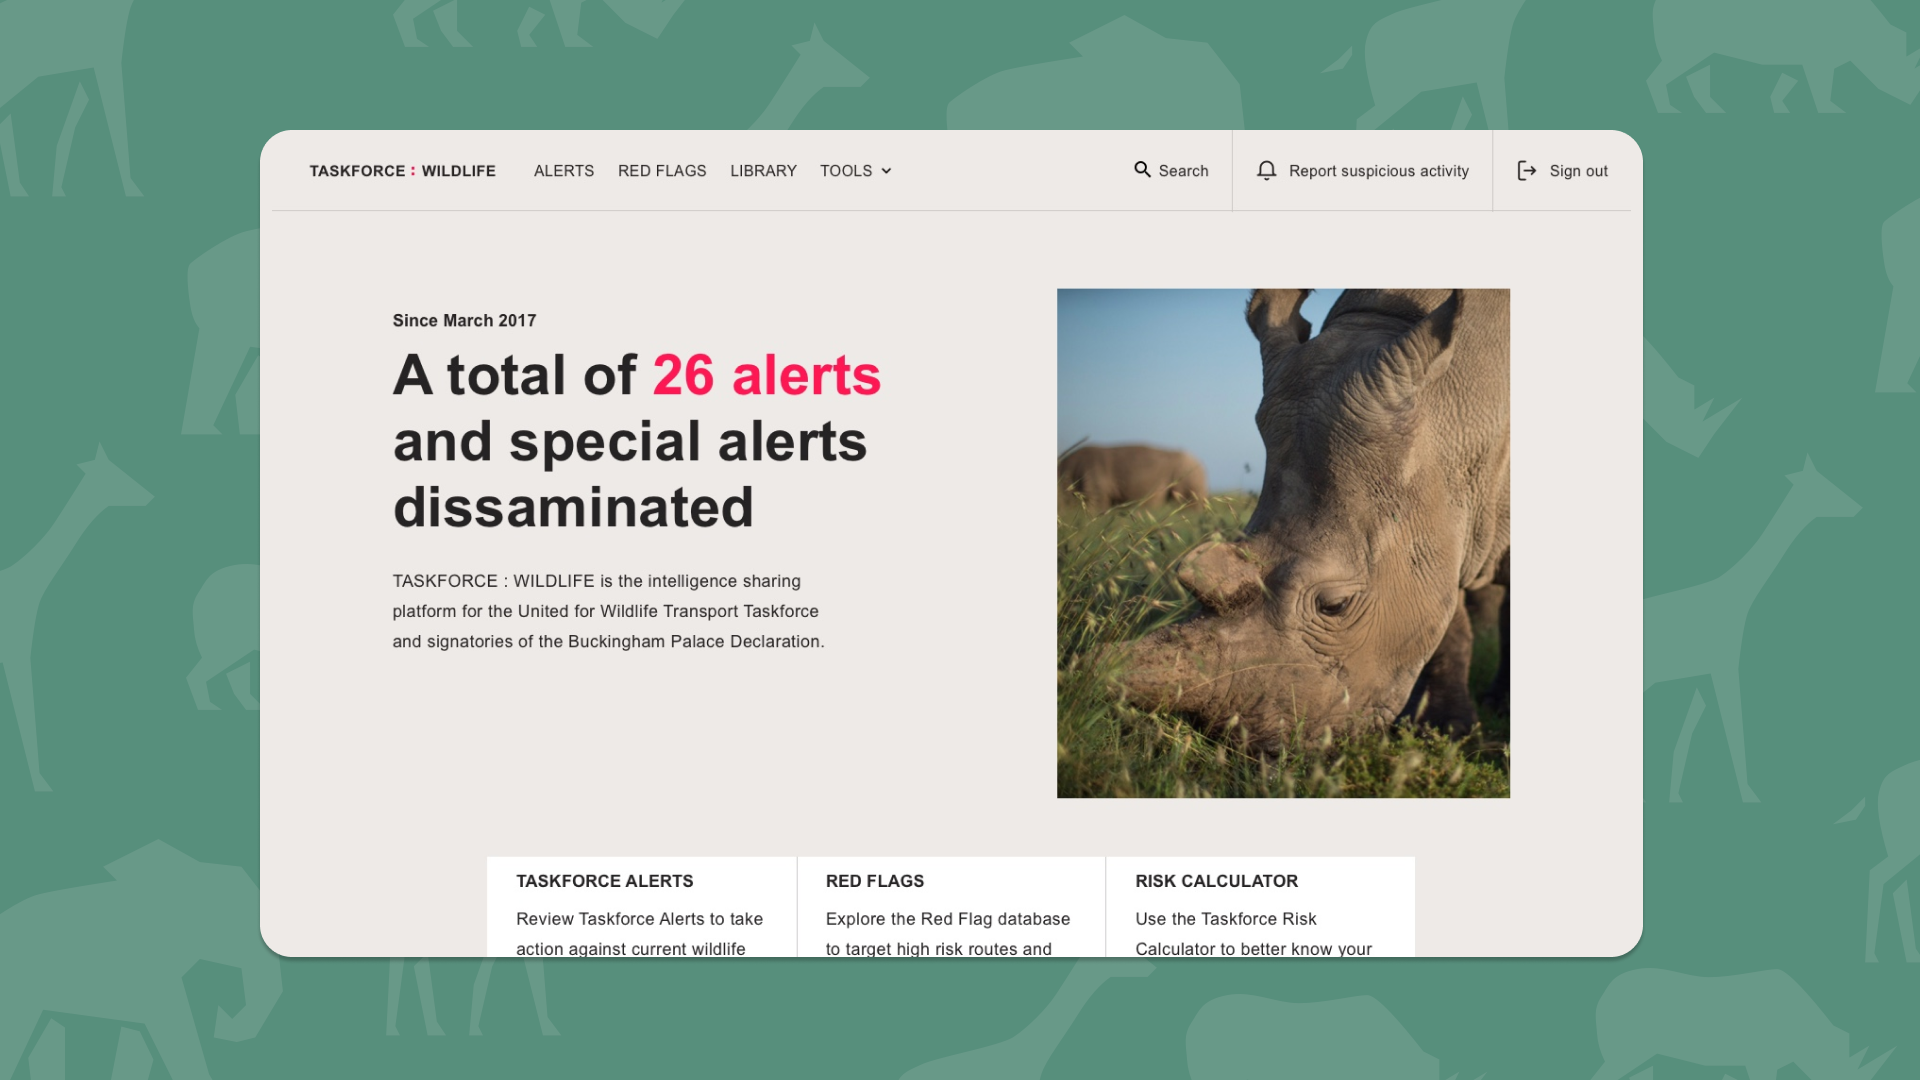 TASKFORCE : WILDLIFE
ALERTS
RED FLAGS
LIBRARY
TOOLS
Search
Report suspicious activity
Sign out
Since March 2017
A total of 26 alerts
and special alerts
dissaminated
TASKFORCE : WILDLIFE is the intelligence sharing
platform for the United for Wildlife Transport Taskforce
and signatories of the Buckingham Palace Declaration.
TASKFORCE ALERTS
Review Taskforce Alerts to take
action against current wildlife
RED FLAGS
Explore the Red Flag database
to target high risk routes and
RISK CALCULATOR
Use the Taskforce Risk
Calculator to better know your